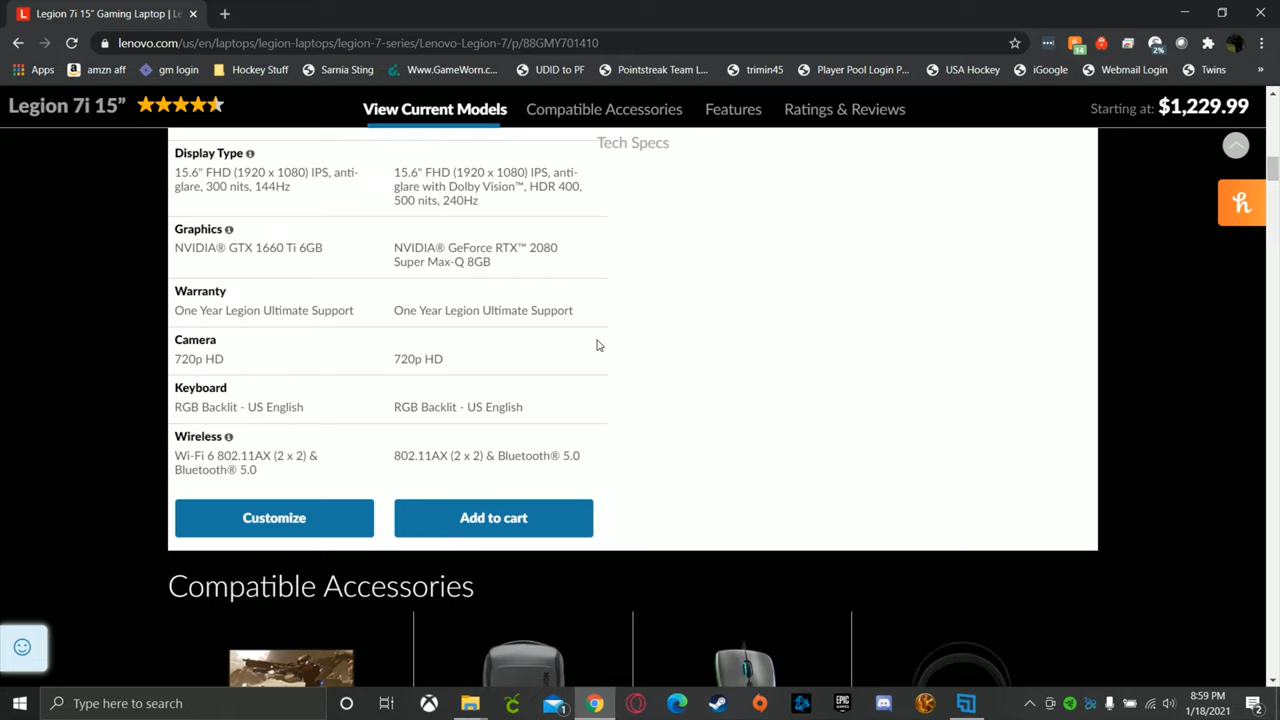 Legion 7i 15" Gaming Laptop | Le
lenovo.com/us/en/laptops/legion-laptops/legion-7-series/Lenovo-Legion-7/p/88GMY701410
14
2%
Apps
amzn aff
gm login
Hockey Stuff
Sarnia Sting
Www.GameWorn.c...
UDID to PF
Pointstreak Team L...
trimin45
Player Pool Login P...
USA Hockey
iGoogle
Webmail Login
Twins
Legion 7i 15”
View Current Models
Compatible Accessories
Features
Ratings & Reviews
Starting at: $1,229.99
Tech Specs
Display Type
15.6" FHD (1920 x 1080) IPS, anti-
glare, 300 nits, 144Hz
15.6" FHD (1920 x 1080) IPS, anti-
glare with Dolby Vision™, HDR 400,
500 nits, 240Hz
Graphics
NVIDIA® GTX 1660 Ti 6GB
NVIDIA® GeForce RTX™ 2080
Super Max-Q 8GB
Warranty
One Year Legion Ultimate Support
One Year Legion Ultimate Support
Camera
720p HD
720p HD
Keyboard
RGB Backlit - US English
RGB Backlit - US English
Wireless
Wi-Fi 6 802.11AX (2 x 2) &
Bluetooth® 5.0
802.11AX (2 x 2) & Bluetooth® 5.0
Customize
Add to cart
Compatible Accessories
Type here to search
1
EPIC
GAMES
8:59 PM
1/18/2021
2